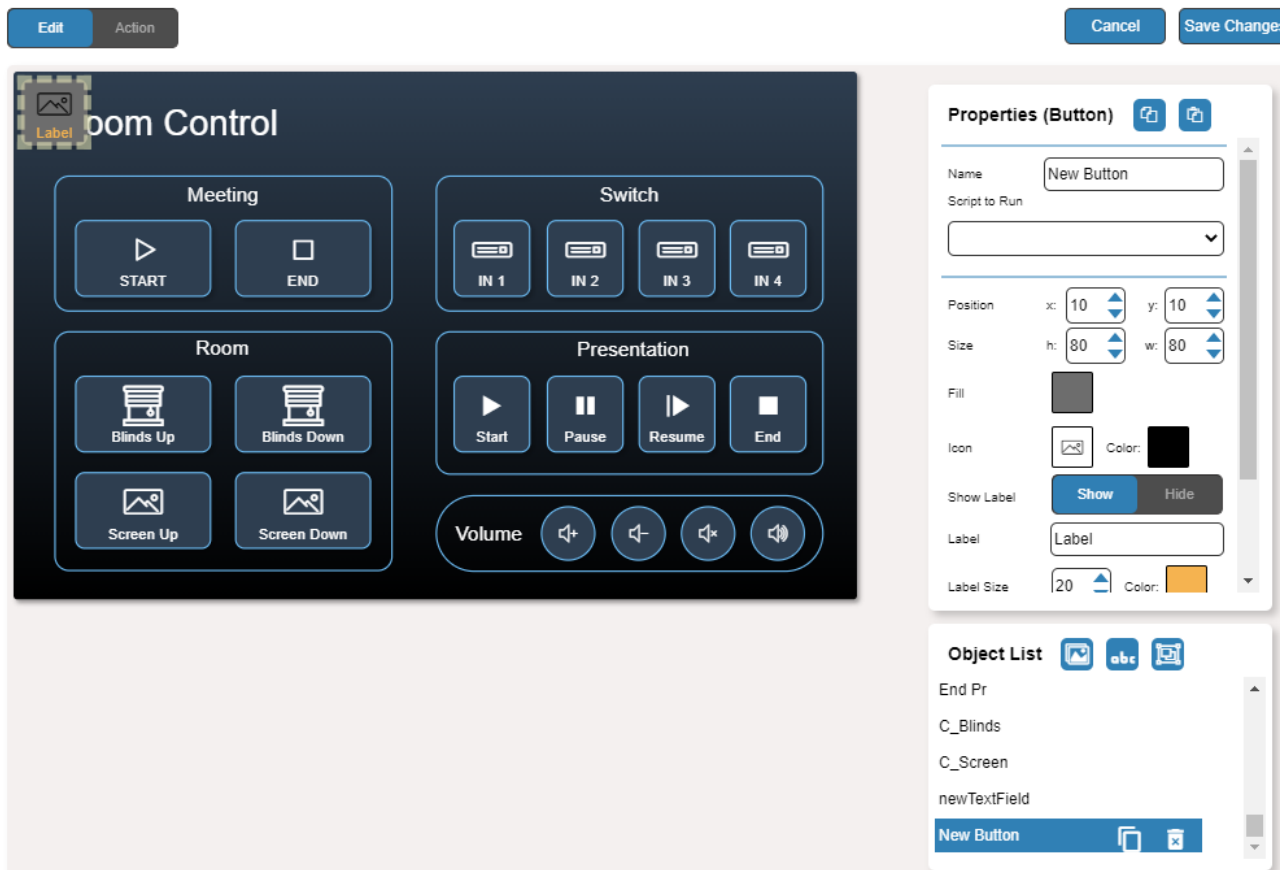 Edit Action Cancel Save Change
Label
oom Control
Meeting
START END
Switch
IN 1 IN 2 IN 3 IN 4
Room
Blinds Up Blinds Down
Screen Up Screen Down
Presentation
Start Pause Resume End
Volume
Properties (Button)
Name New Button
Script to Run
Position x: 10 y: 10
Size h: 80 w: 80
Fill
Icon Color:
Show Label Show Hide
Label Label
Label Size 20 Color:
Object List abc
End Pr
C_Blinds
C_Screen
newTextField
New Button